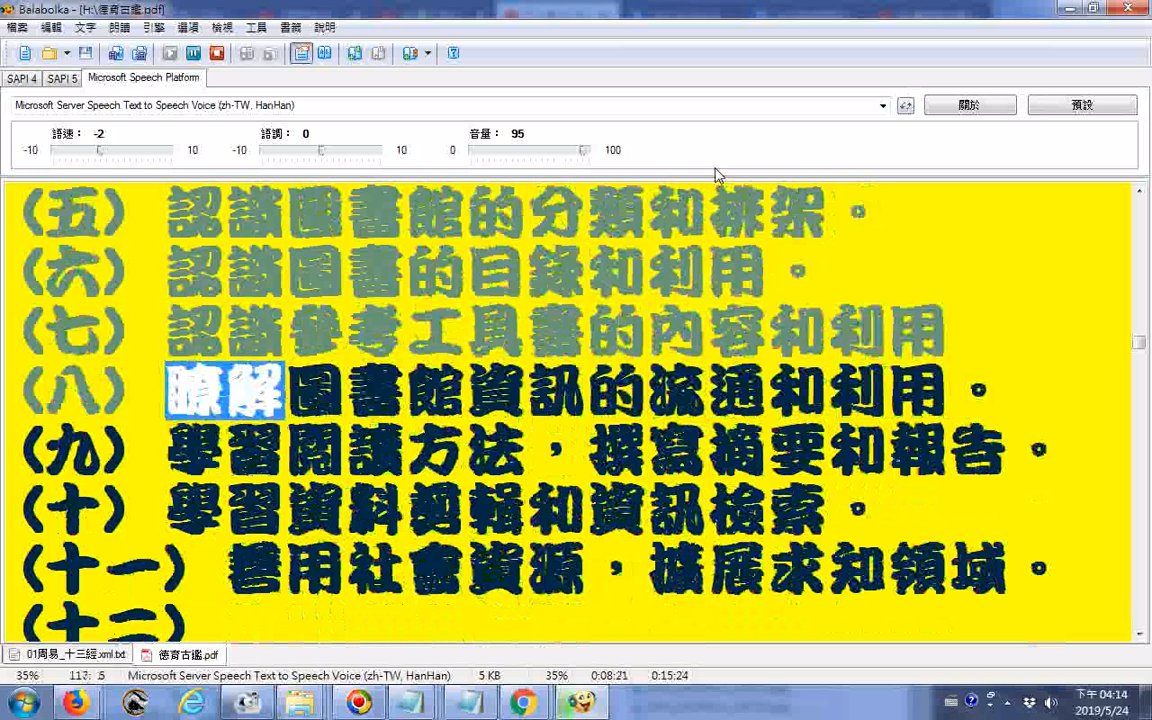 Balabolka - [H:\德育古鑑.pdf]
檔案 編輯 文字 朗讀 引擎 選項 檢視 工具 書籤 說明
SAPI 4 SAPI 5 Microsoft Speech Platform
Microsoft Server Speech Text to Speech Voice (zh-TW, HanHan) 關於 預設
語速： -2 語調： 0 音量： 95
-10 10 -10 10 0 100
(五) 認識圖書館的分類和排架。
(六) 認識圖書的目錄和利用。
(七) 認識參考工具書的內容和利用
(八) 瞭解圖書館資訊的流通和利用。
(九) 學習閱讀方法，撰寫摘要和報告。
(十) 學習資料剪輯和資訊檢索。
(十一) 善用社會資源，擴展求知領域。
(十二)
01周易_十三經.xml.txt 德育古鑑.pdf
35% 113: 5 Microsoft Server Speech Text to Speech Voice (zh-TW, HanHan) 5 KB 35% 0:08:21 0:15:24
下午 04:14
2019/5/24